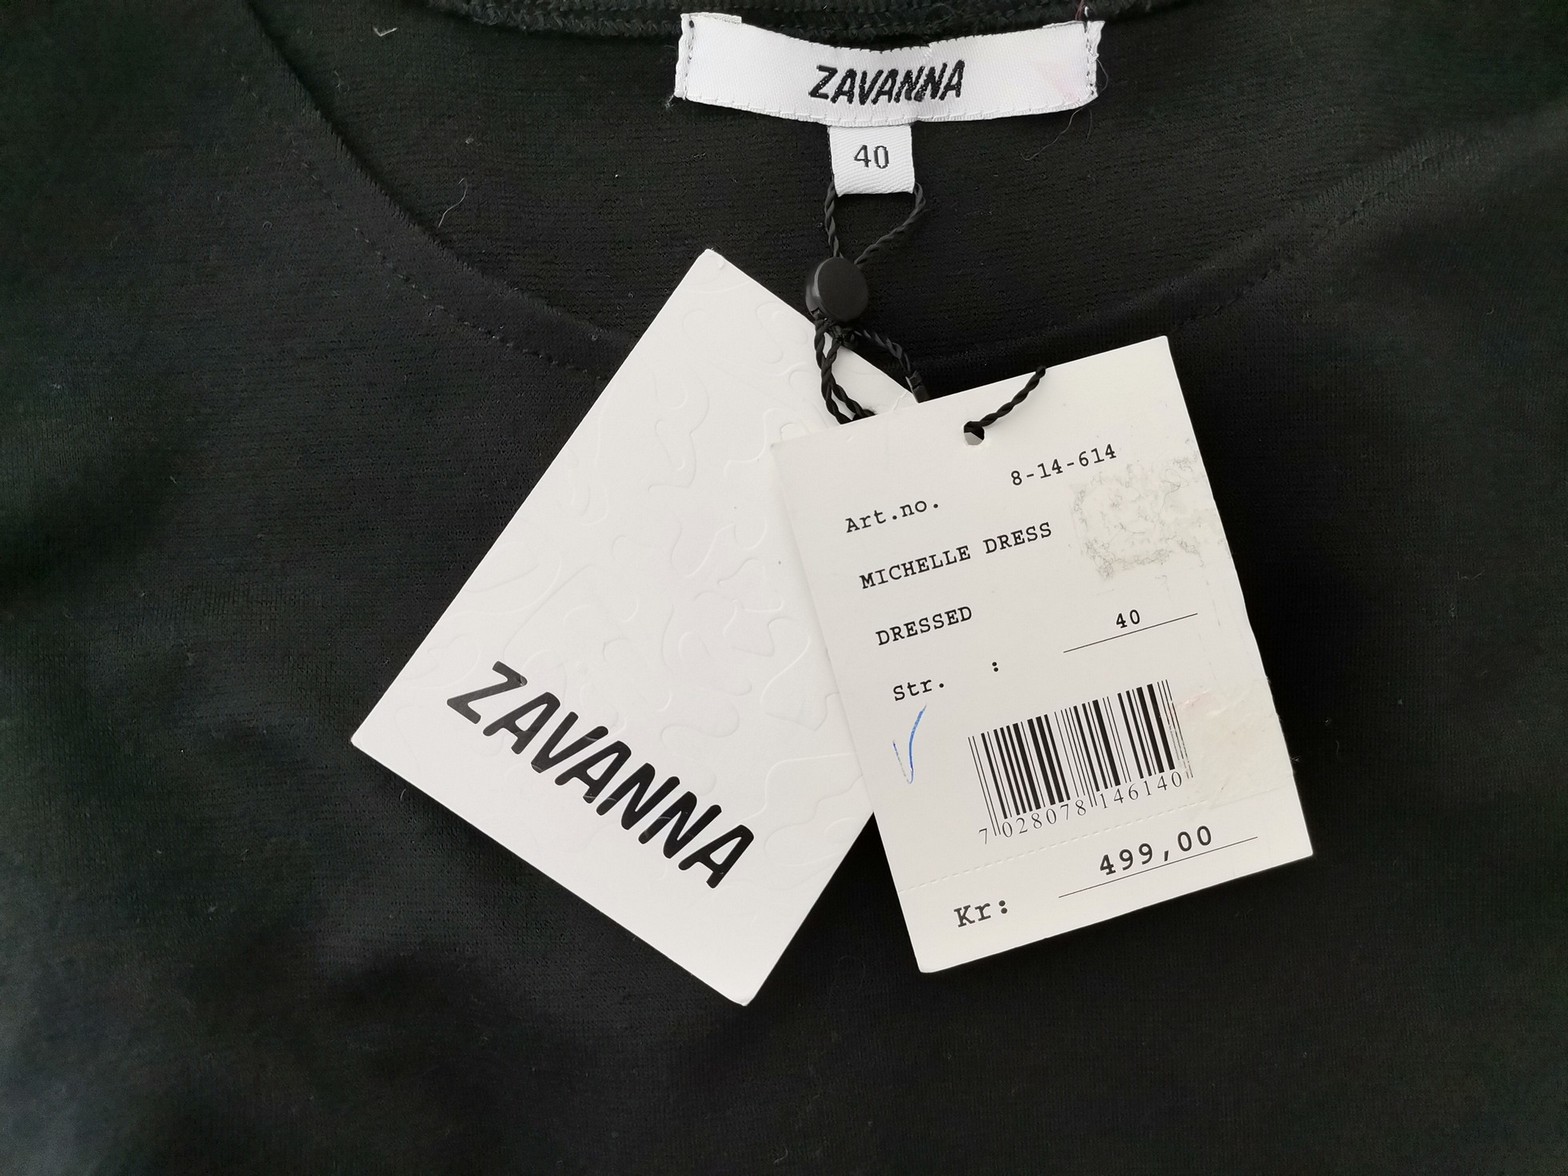 ZAVANNA
40
ZAVANNA
Art.no. 8-14-614
MICHELLE DRESS
DRESSED
Str. : 40
7028078146140
Kr: 499,00